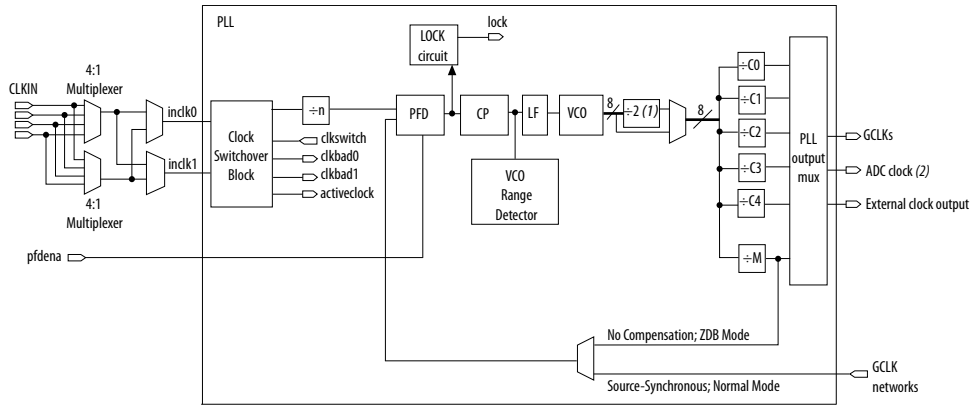 PLL
LOCK
circuit
lock
CLKIN
4:1
Multiplexer
inclk0
inclk1
4:1
Multiplexer
Clock
Switchover
Block
÷n
clkswitch
clkbad0
clkbad1
activeclock
PFD
CP
LF
VCO
8
÷2 (1)
8
VCO
Range
Detector
÷C0
÷C1
÷C2
÷C3
÷C4
÷M
PLL
output
mux
GCLKs
ADC clock (2)
External clock output
pfdena
No Compensation; ZDB Mode
Source-Synchronous; Normal Mode
GCLK
networks